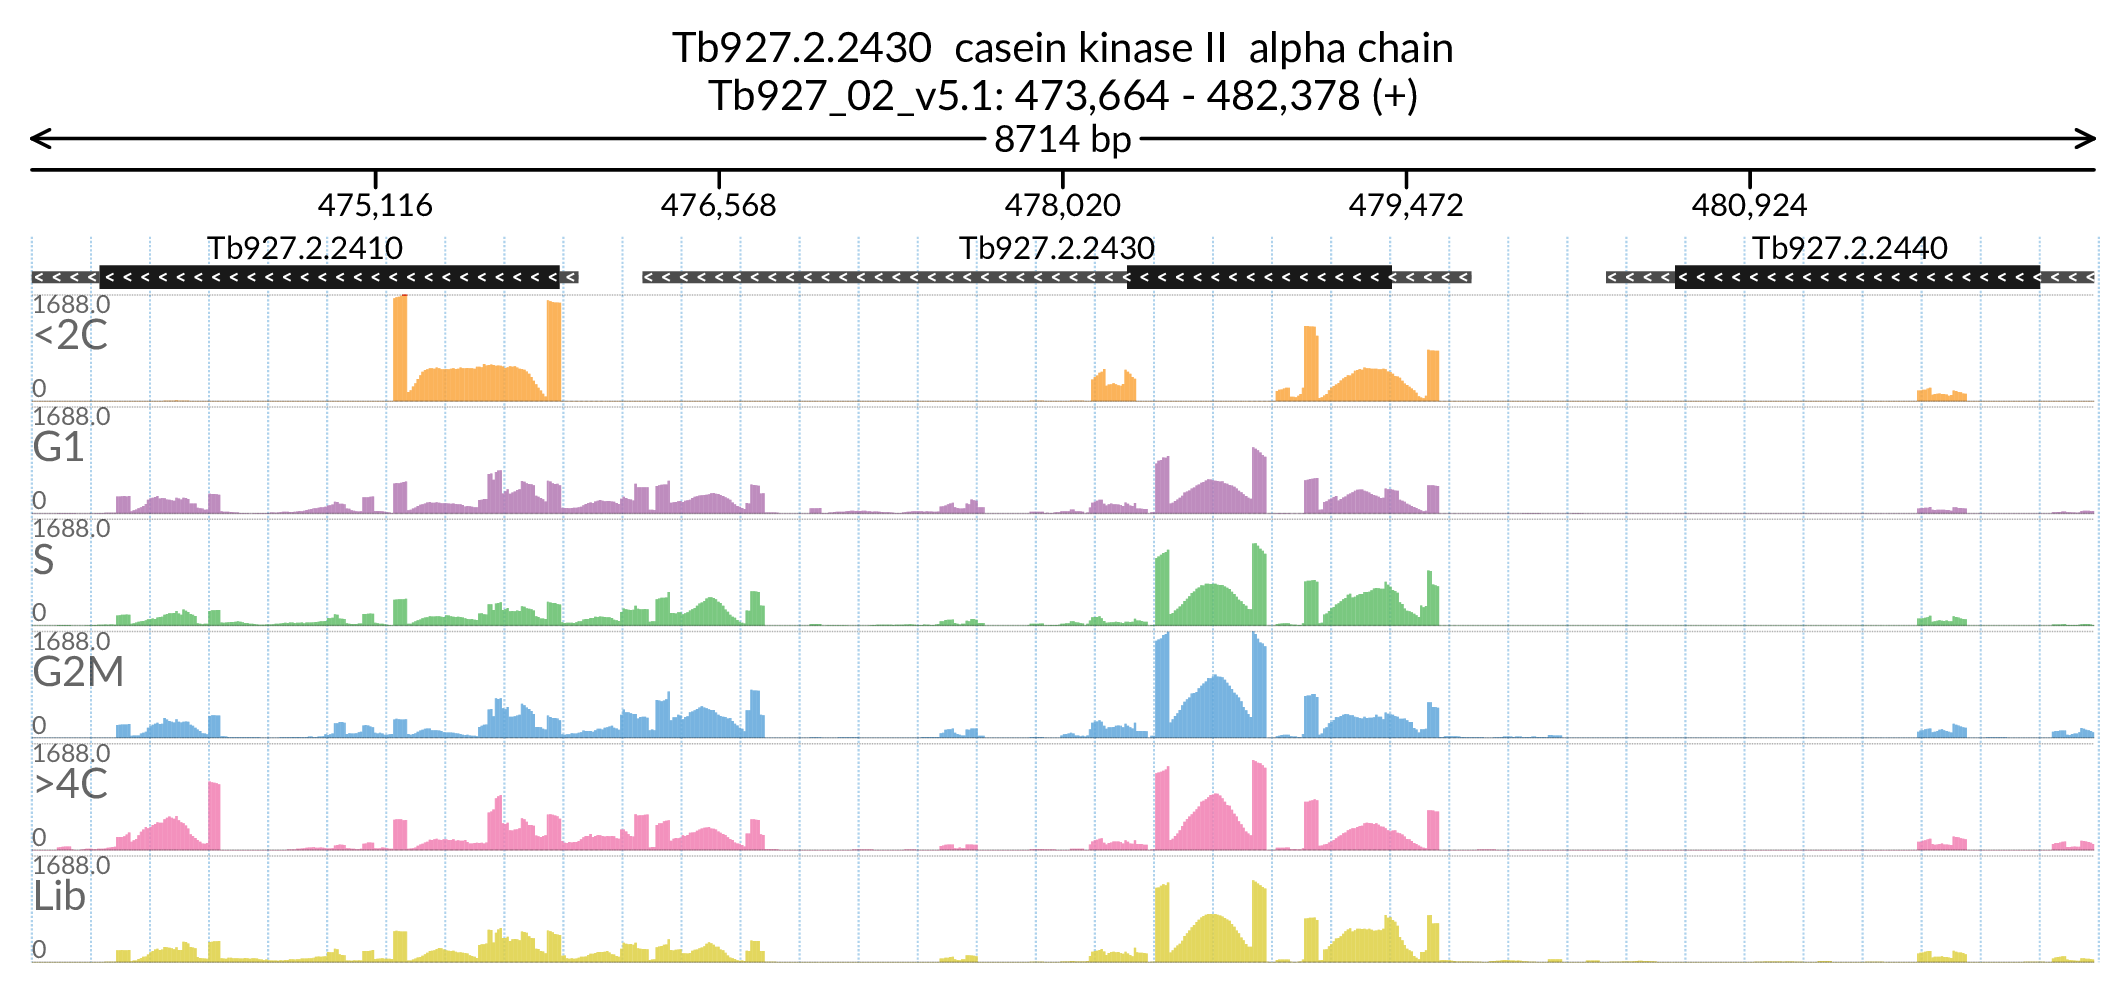 Tb927.2.2430 casein kinase II alpha chain
Tb927_02_v5.1: 473,664 - 482,378 (+)
8714 bp
475,116 476,568 478,020 479,472 480,924
Tb927.2.2410 Tb927.2.2430 Tb927.2.2440
1688.0
<2C
0
1688.0
G1
0
1688.0
S
0
1688.0
G2M
0
1688.0
>4C
0
1688.0
Lib
0